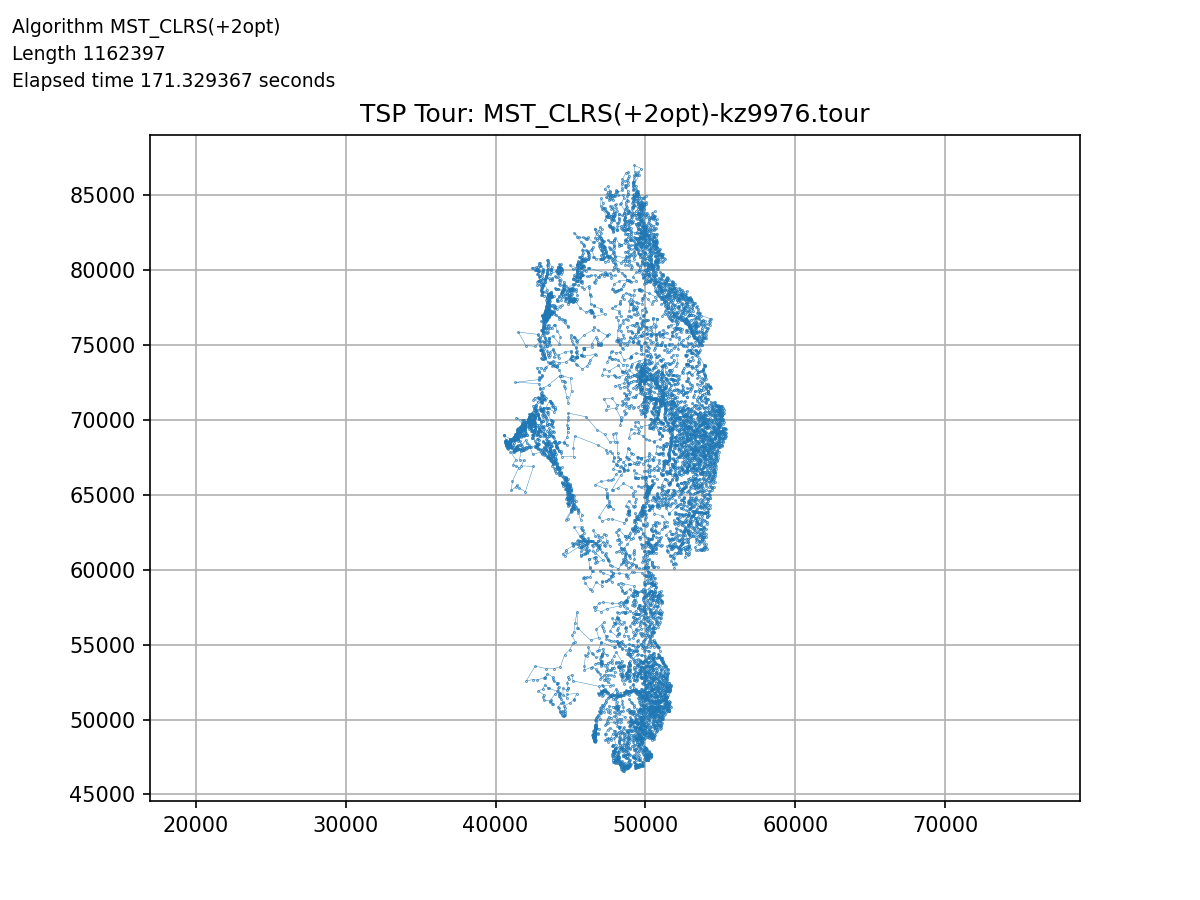 Algorithm MST_CLRS(+2opt)
Length 1162397
Elapsed time 171.329367 seconds
TSP Tour: MST_CLRS(+2opt)-kz9976.tour
85000
80000
75000
70000
65000
60000
55000
50000
45000
20000 30000 40000 50000 60000 70000